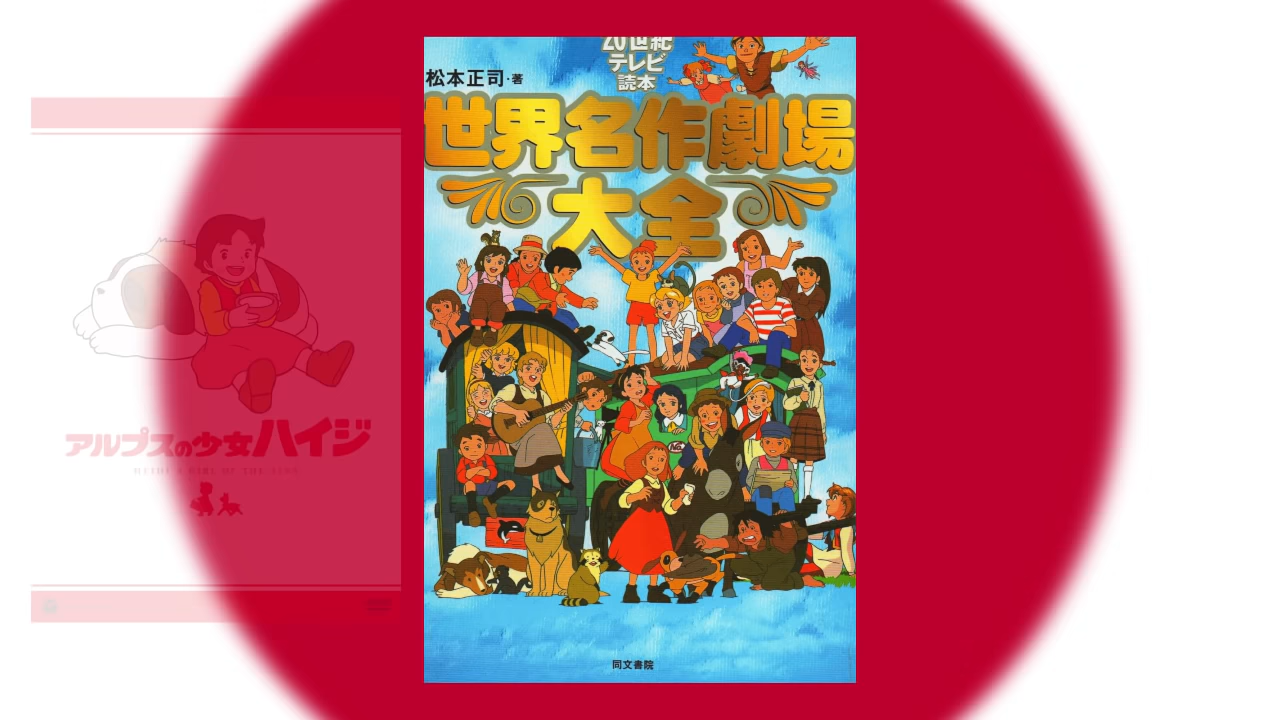 20世紀
テレビ
読本
松本正司・著
世界名作劇場
大全
アルプスの少女ハイジ
同文書院